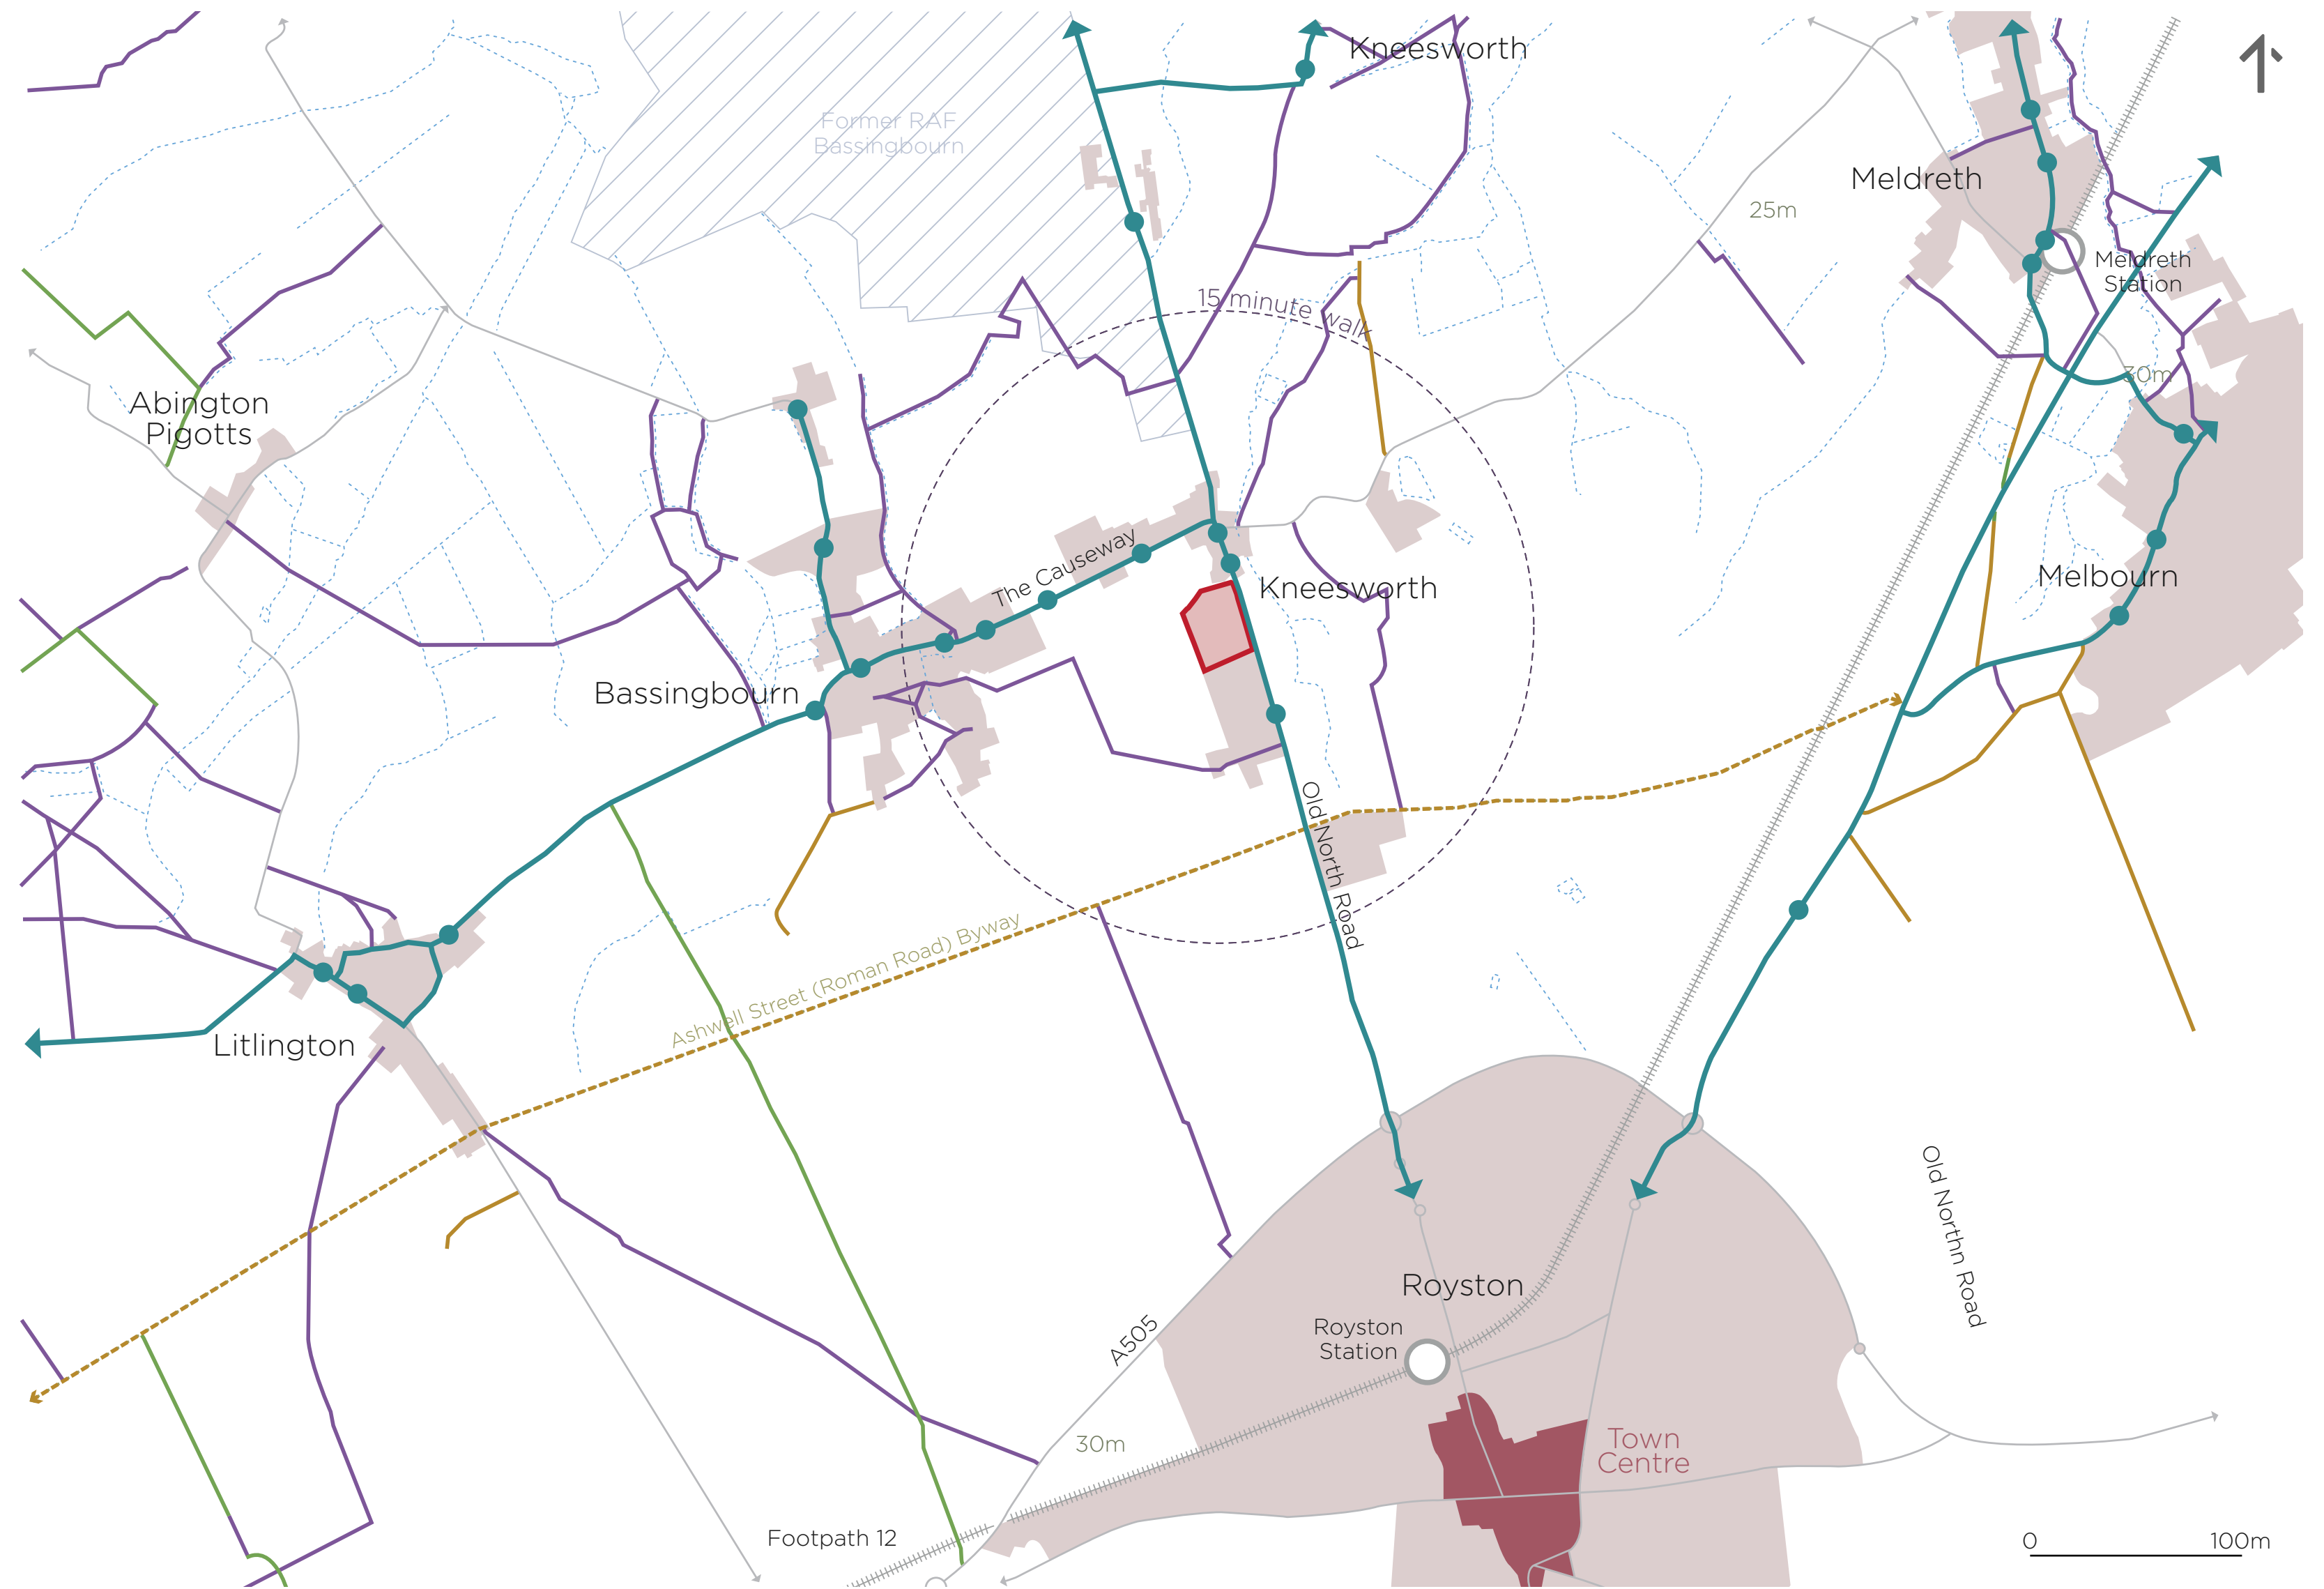 Kneesworth
Former RAF
Bassingbourn
Meldreth
25m
Meldreth
Station
15 minute walk
30m
Abington
Pigotts
The Causeway
Kneesworth
Melbourn
Bassingbourn
Old North Road
Ashwell Street (Roman Road) Byway
Litlington
Old Northn Road
Royston
Royston
Station
A505
Town
Centre
30m
Footpath 12
0 100m